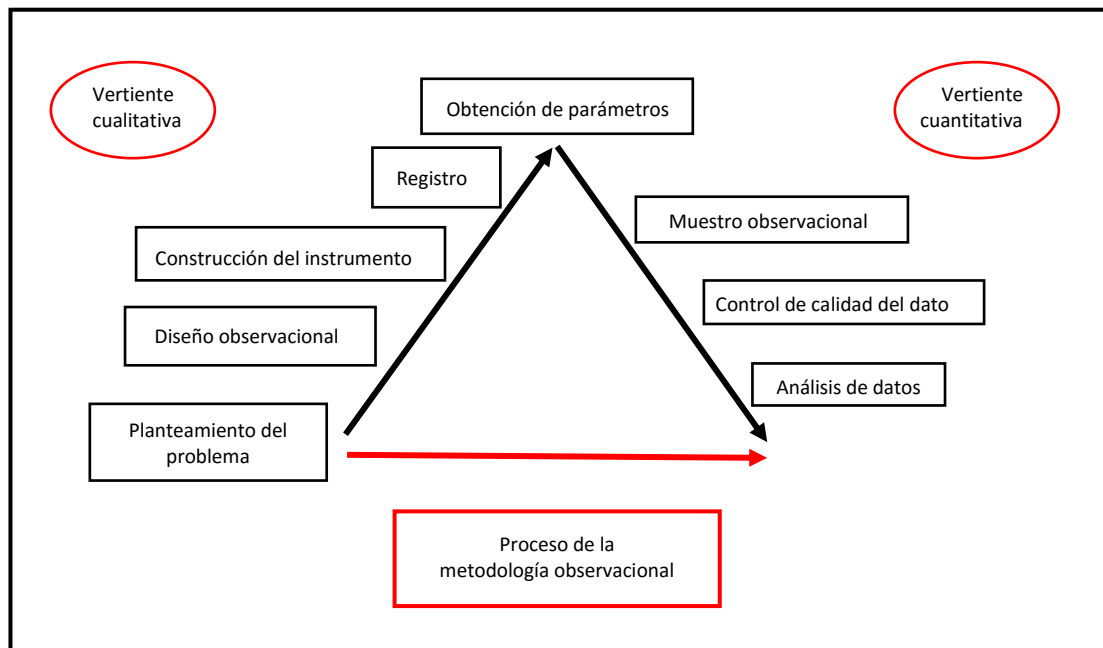 Vertiente
cualitativa
Obtención de parámetros
Vertiente
cuantitativa
Registro
Muestro observacional
Construcción del instrumento
Control de calidad del dato
Diseño observacional
Análisis de datos
Planteamiento del
problema
Proceso de la
metodología observacional